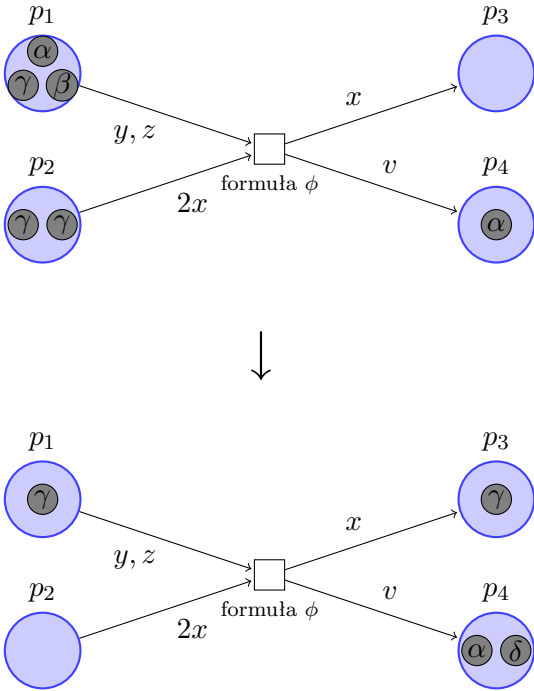 p₁ p₃
α
γ β
x
y, z
v
formuła ϕ
p₂ p₄
2x
γ γ
α
p₁ p₃
γ γ
x
y, z
v
formuła ϕ
p₂ p₄
2x
α δ